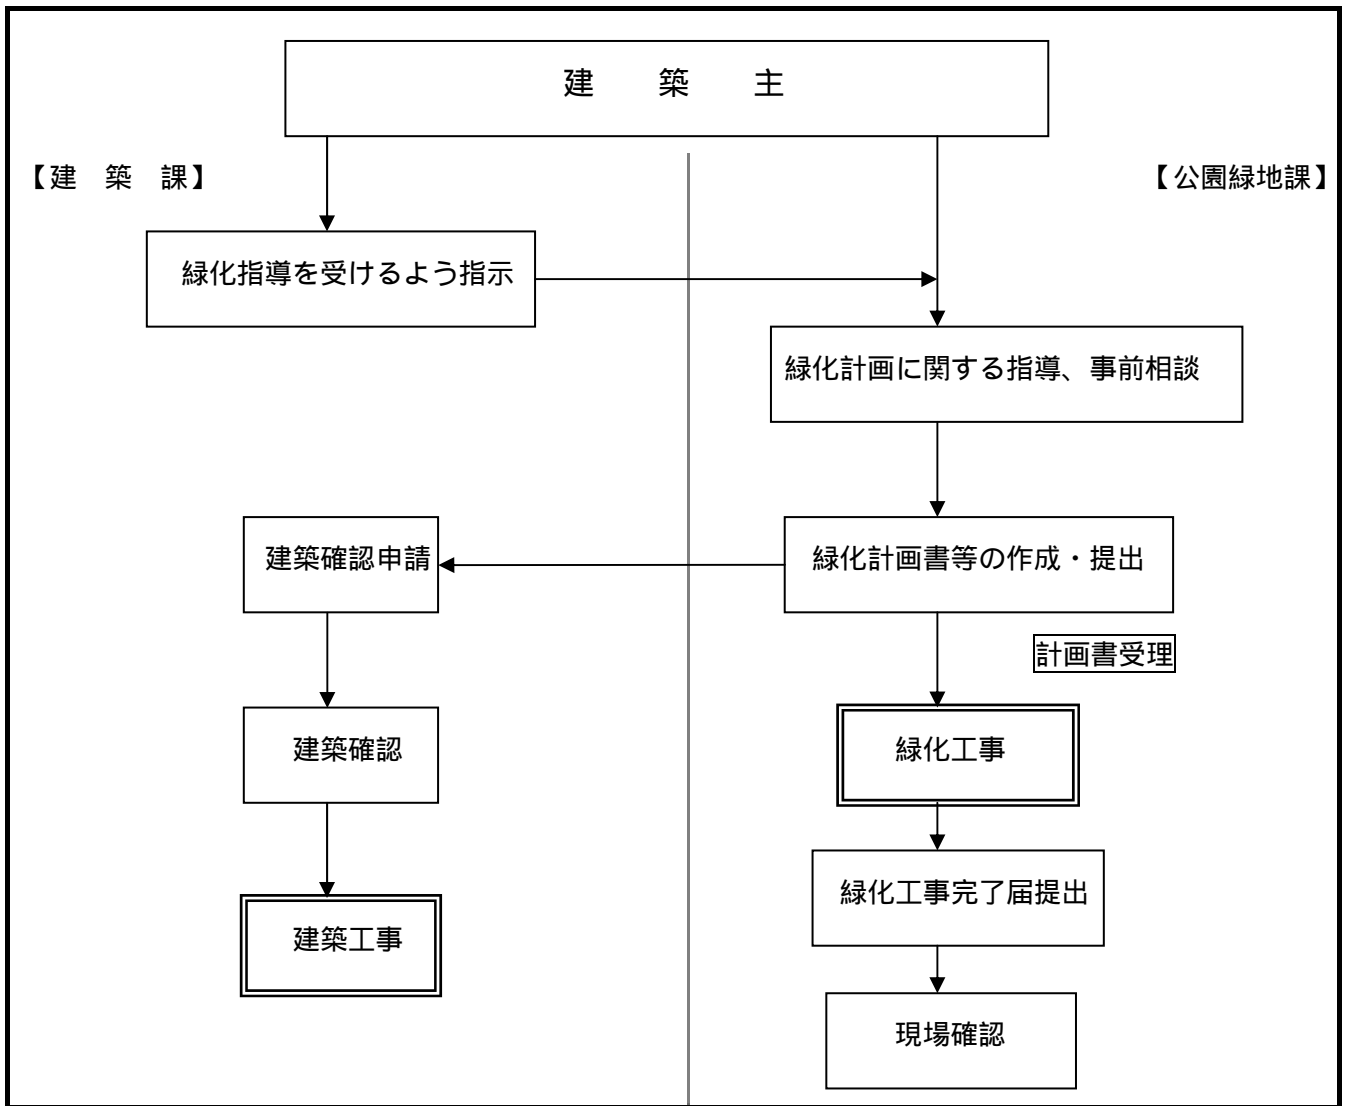 建　築　主
【建　築　課】
【公園緑地課】
緑化指導を受けるよう指示
緑化計画に関する指導、事前相談
建築確認申請
緑化計画書等の作成・提出
計画書受理
建築確認
緑化工事
緑化工事完了届提出
建築工事
現場確認